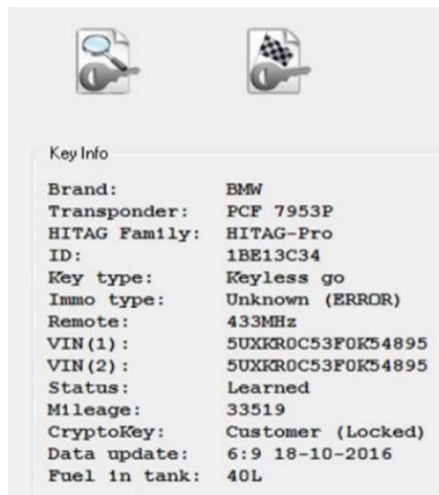 Key Info
Brand: BMW
Transponder: PCF 7953P
HITAG Family: HITAG-Pro
ID: 1BE13C34
Key type: Keyless go
Immo type: Unknown (ERROR)
Remote: 433MHz
VIN(1): 5UXKR0C53F0K54895
VIN(2): 5UXKR0C53F0K54895
Status: Learned
Mileage: 33519
CryptoKey: Customer (Locked)
Data update: 6:9 18-10-2016
Fuel in tank: 40L